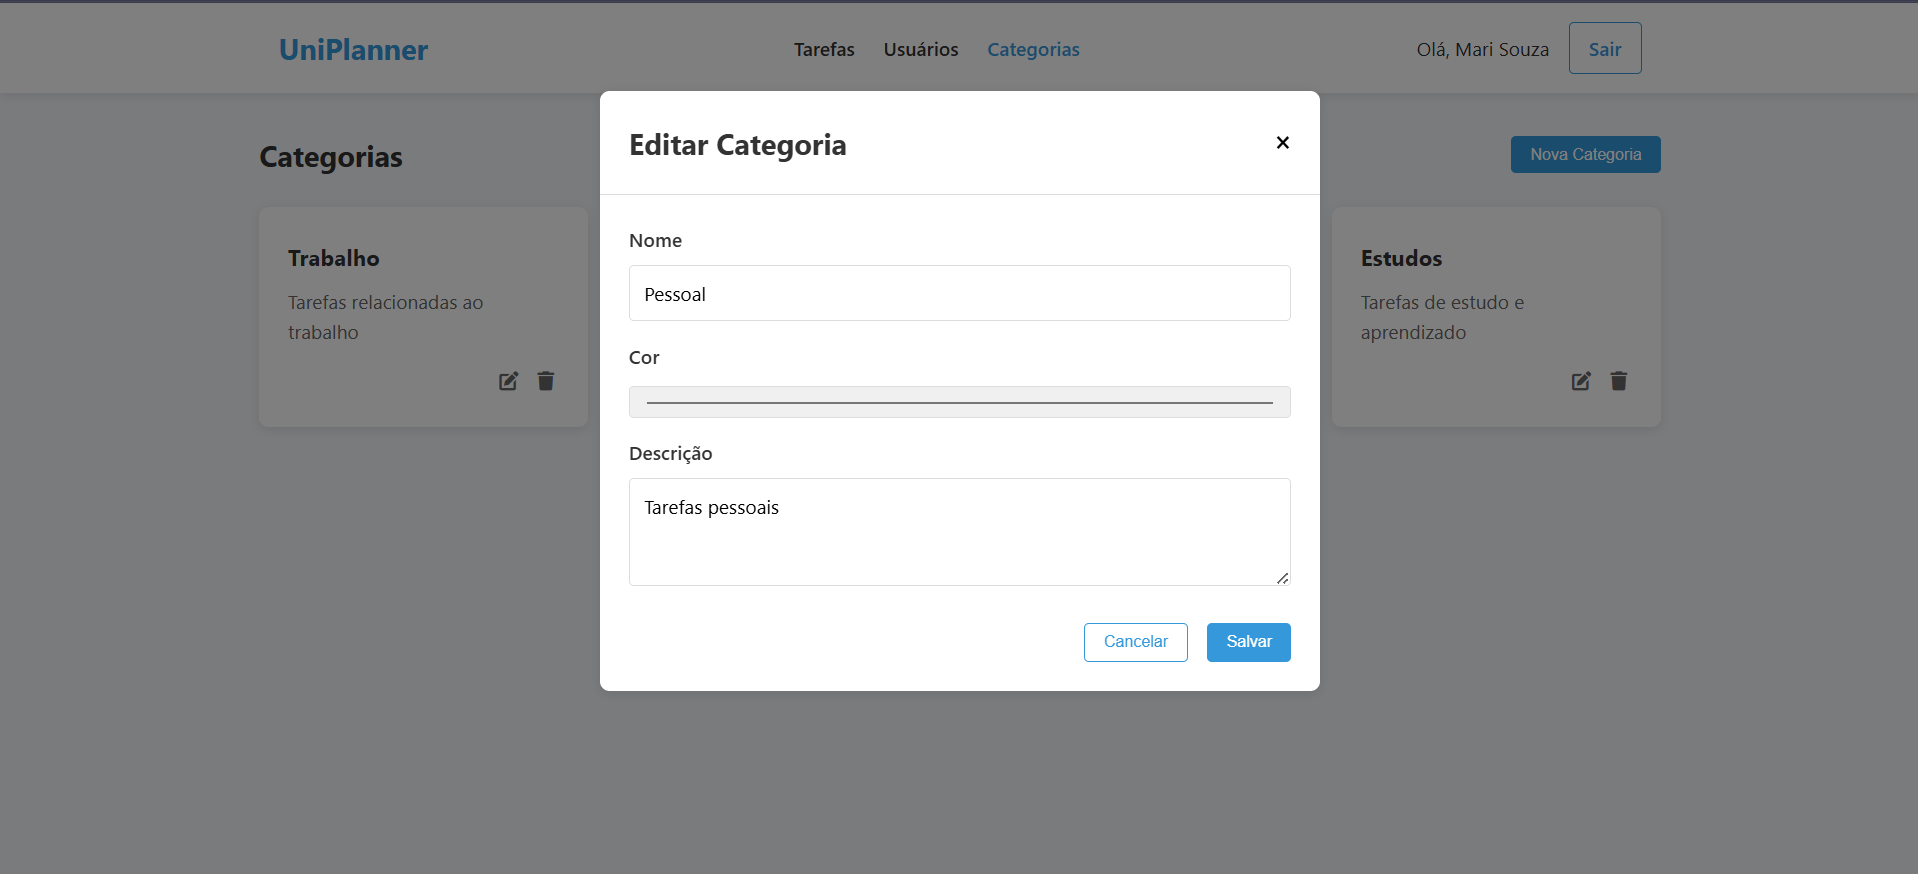 UniPlanner
Tarefas Usuários Categorias
Olá, Mari Souza
Sair
Categorias
Nova Categoria
Trabalho
Tarefas relacionadas ao
trabalho
Editar Categoria
Nome
Pessoal
Cor
Descrição
Tarefas pessoais
Cancelar
Salvar
Estudos
Tarefas de estudo e
aprendizado